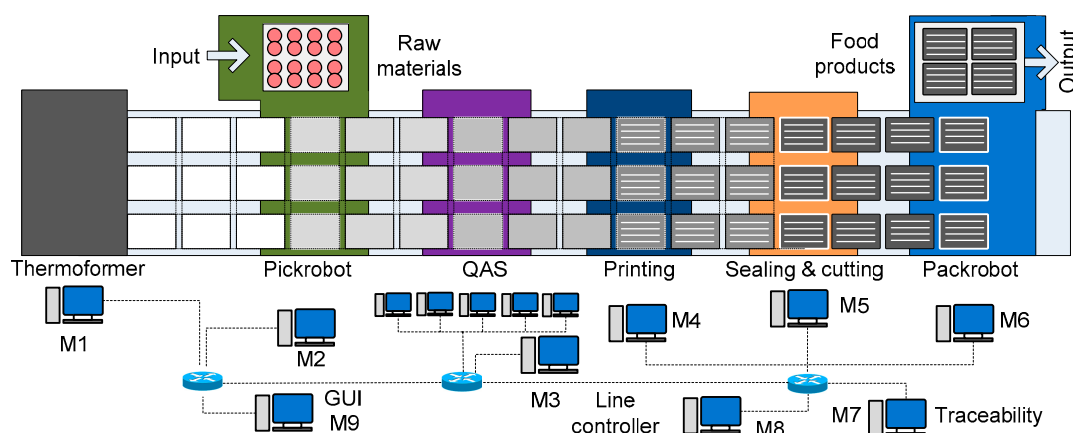 Input
Raw
materials
Food
products
Output
Thermoformer
Pickrobot
QAS
Printing
Sealing & cutting
Packrobot
M1
M2
M3
M4
M5
M6
GUI
M9
Line
controller
M8
M7
Traceability